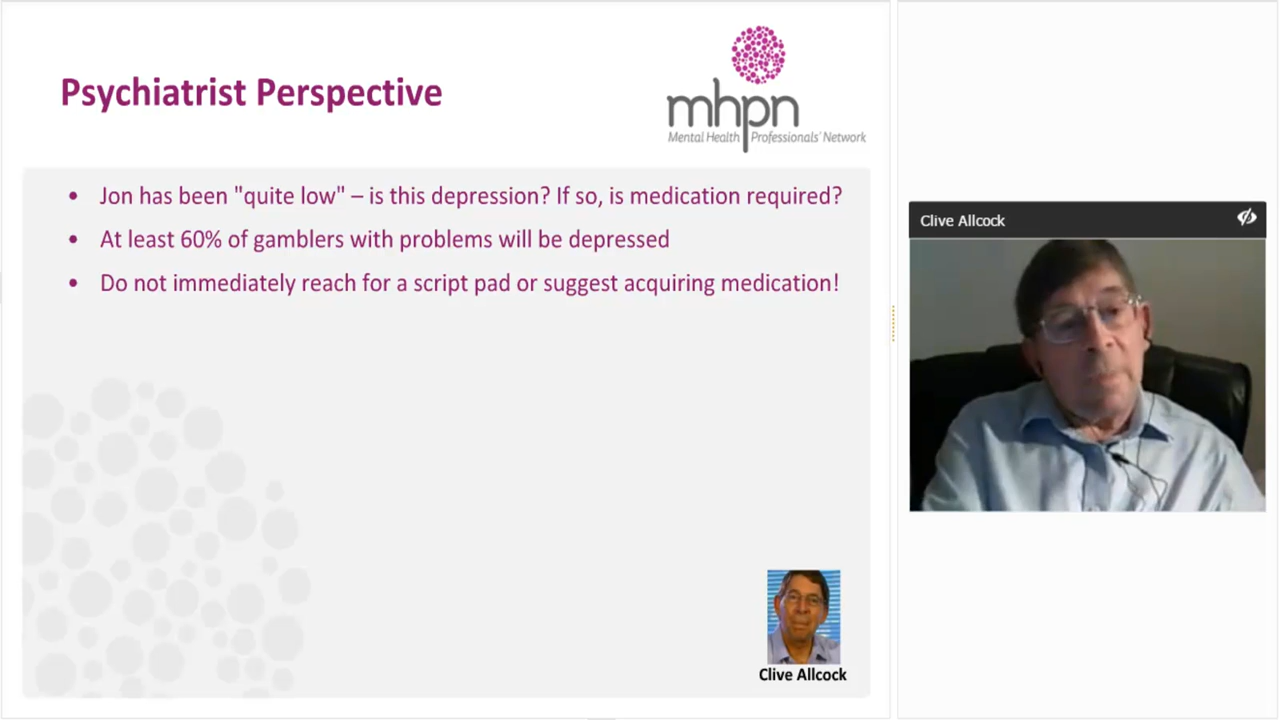 Psychiatrist Perspective
mhpn
Mental Health Professionals' Network
• Jon has been "quite low" – is this depression? If so, is medication required?
• At least 60% of gamblers with problems will be depressed
• Do not immediately reach for a script pad or suggest acquiring medication!
Clive Allcock
Clive Allcock